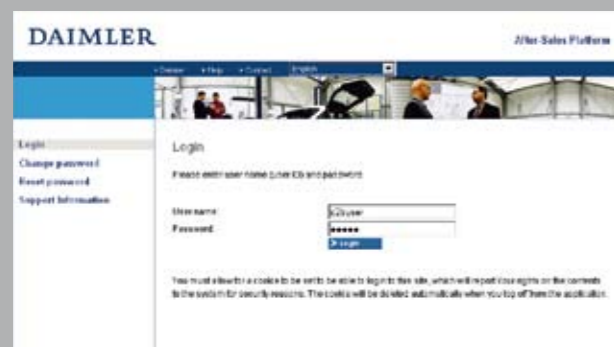 DAIMLER
After-Sales Platform
Help Contact English
Login
Change password
Reset password
Support Information
Login
Please enter user name (user ID) and password
User name
Password
•••••
Login
You must allow for a cookie to be set to be able to login to this site, which will report your rights on the contents
to the system for security reasons. The cookie will be deleted automatically when you log off from the application.